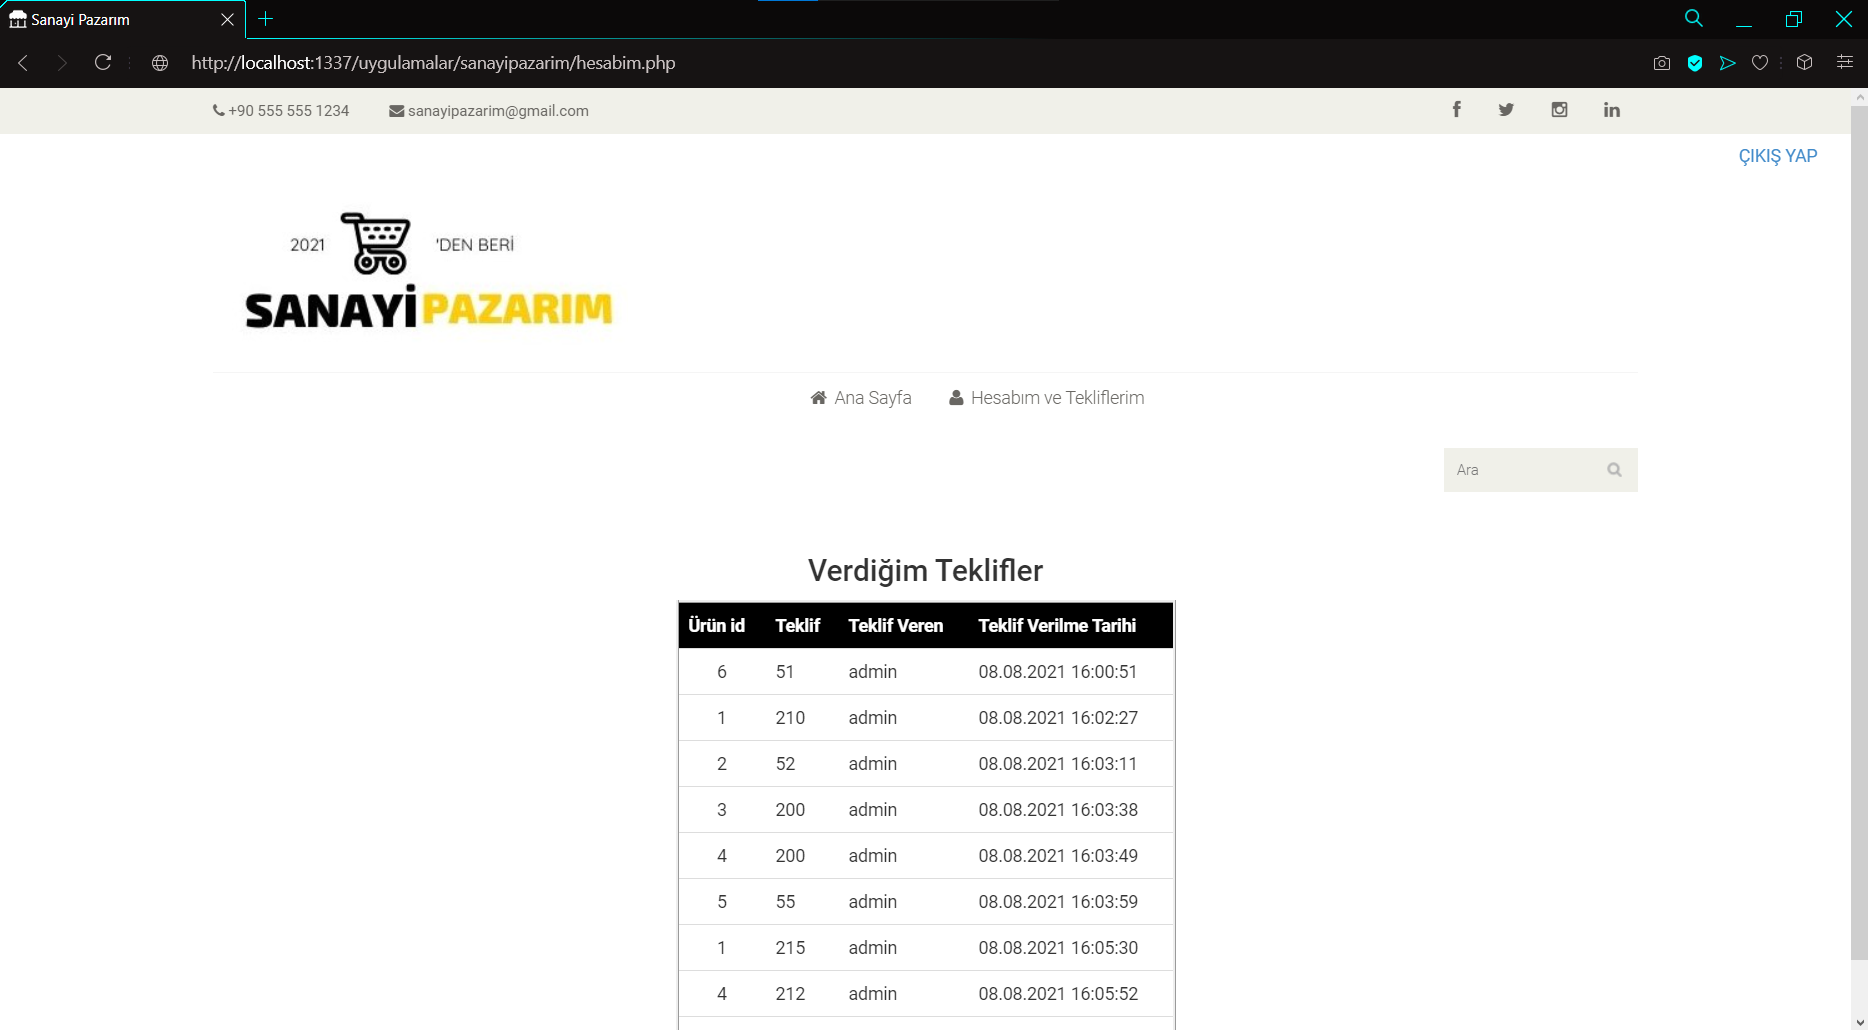 Sanayi Pazarım
http://localhost:1337/uygulamalar/sanayipazarim/hesabim.php
+90 555 555 1234 sanayipazarim@gmail.com
ÇIKIŞ YAP
2021 'DEN BERİ
SANAYİPAZARIM
Ana Sayfa Hesabım ve Tekliflerim
Ara
Verdiğim Teklifler
Ürün id Teklif Teklif Veren Teklif Verilme Tarihi
6 51 admin 08.08.2021 16:00:51
1 210 admin 08.08.2021 16:02:27
2 52 admin 08.08.2021 16:03:11
3 200 admin 08.08.2021 16:03:38
4 200 admin 08.08.2021 16:03:49
5 55 admin 08.08.2021 16:03:59
1 215 admin 08.08.2021 16:05:30
4 212 admin 08.08.2021 16:05:52